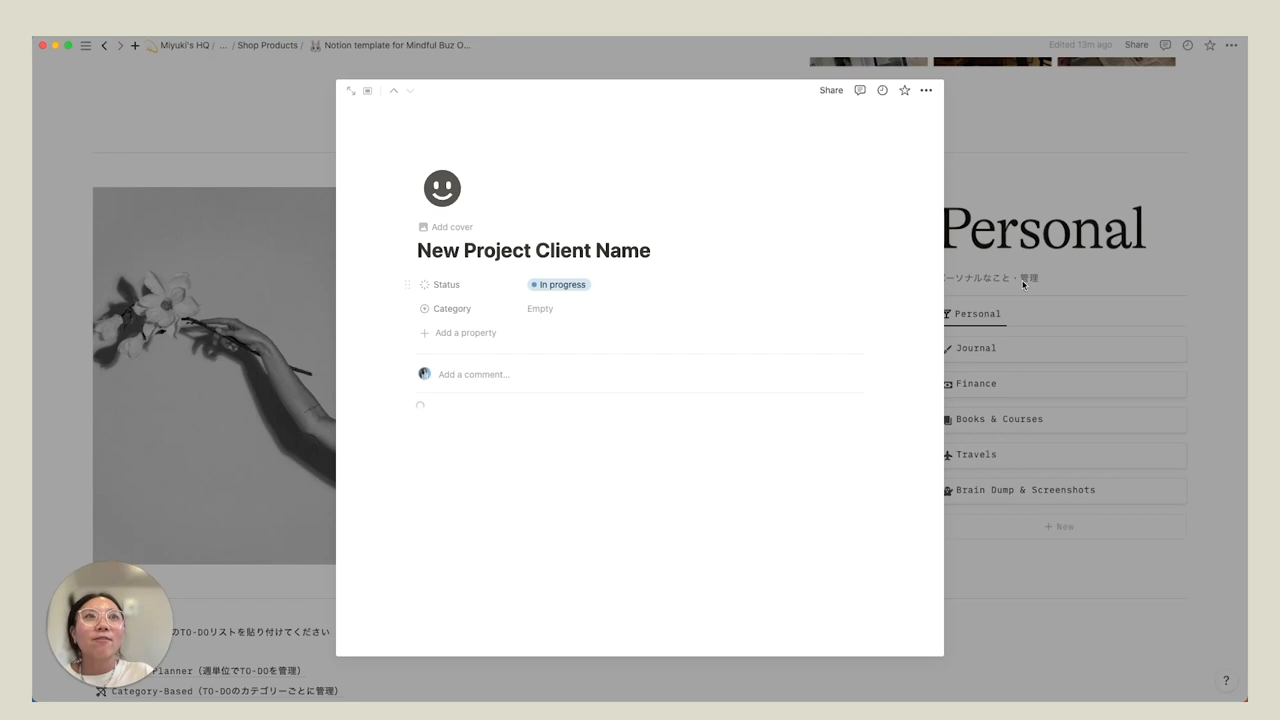 Miyuki's HQ / ... / Shop Products / Notion template for Mindful Buz O...
Edited 13m ago Share
Share
Add cover
New Project Client Name
Status In progress
Category Empty
Add a property
Add a comment...
Personal
ーソナルなこと・管理
Personal
Journal
Finance
Books & Courses
Travels
Brain Dump & Screenshots
+ New
のTO-DOリストを貼り付けてください
Planner (週単位でTO-DOを管理)
Category-Based (TO-DOのカテゴリーごとに管理)
?